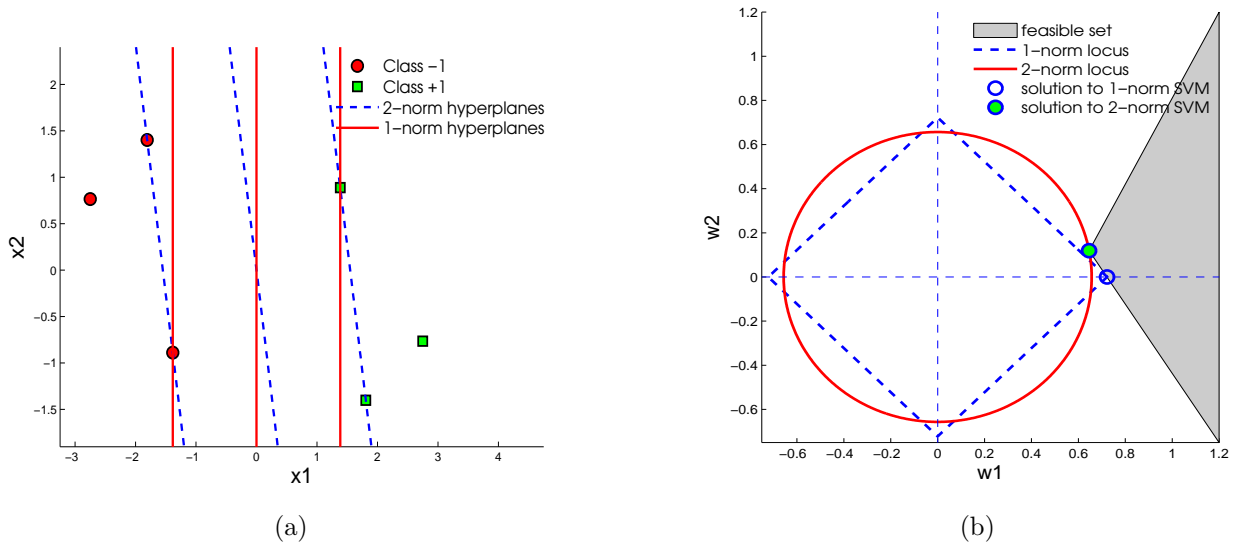 Class −1
Class +1
2−norm hyperplanes
1−norm hyperplanes
2
1.5
1
0.5
0
−0.5
−1
−1.5
x2
−3 −2 −1 0 1 2 3 4
x1
(a)
feasible set
1−norm locus
2−norm locus
solution to 1−norm SVM
solution to 2−norm SVM
1.2
1
0.8
0.6
0.4
0.2
0
−0.2
−0.4
−0.6
w2
−0.6 −0.4 −0.2 0 0.2 0.4 0.6 0.8 1 1.2
w1
(b)